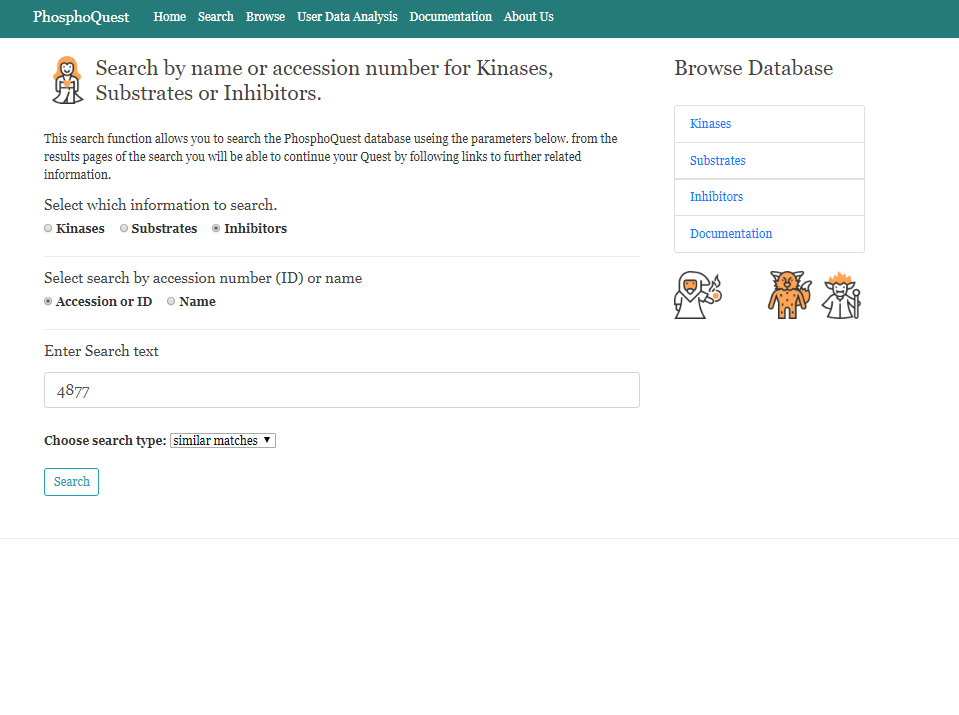 PhosphoQuest Home Search Browse User Data Analysis Documentation About Us
Search by name or accession number for Kinases,
Substrates or Inhibitors.
This search function allows you to search the PhosphoQuest database useing the parameters below. from the
results pages of the search you will be able to continue your Quest by following links to further related
information.
Select which information to search.
Kinases Substrates Inhibitors
Select search by accession number (ID) or name
Accession or ID Name
Enter Search text
4877
Choose search type: similar matches
Search
Browse Database
Kinases
Substrates
Inhibitors
Documentation